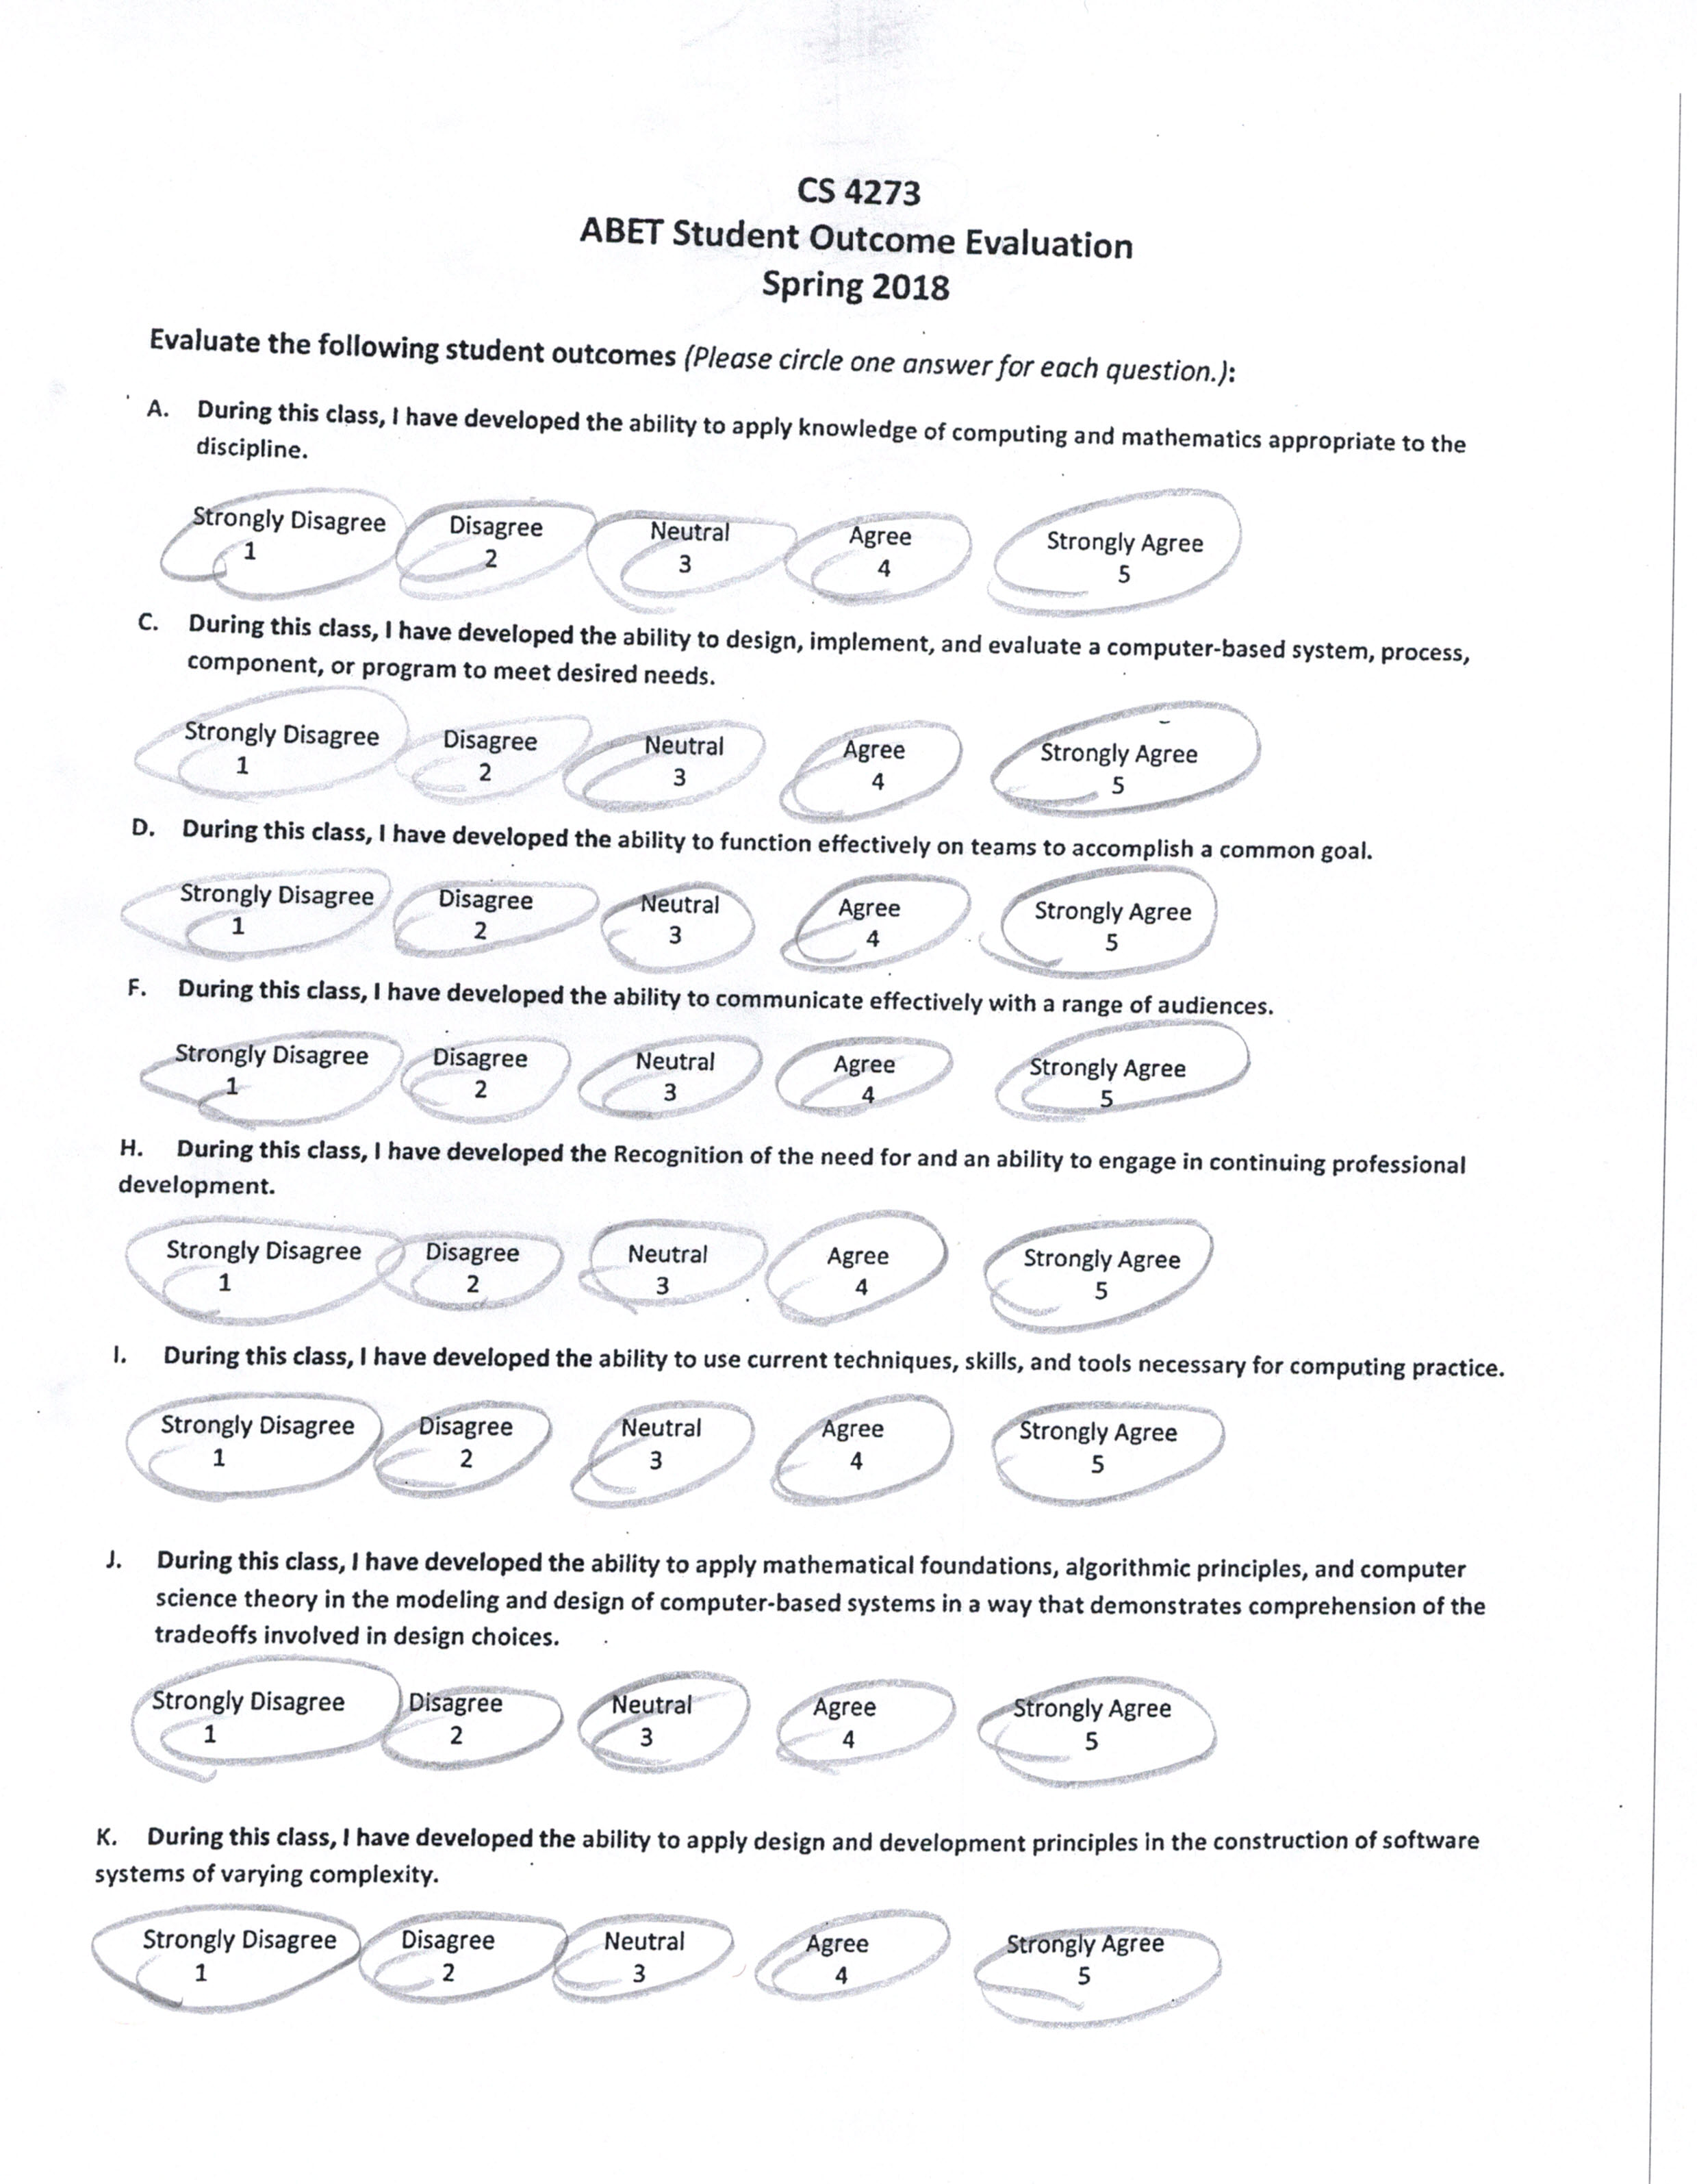 CS 4273
ABET Student Outcome Evaluation
Spring 2018
Evaluate the following student outcomes (Please circle one answer for each question.):
A. During this class, I have developed the ability to apply knowledge of computing and mathematics appropriate to the
discipline.
Strongly Disagree Disagree Neutral Agree Strongly Agree
1 2 3 4 5
C. During this class, I have developed the ability to design, implement, and evaluate a computer-based system, process,
component, or program to meet desired needs.
Strongly Disagree Disagree Neutral Agree Strongly Agree
1 2 3 4 5
D. During this class, I have developed the ability to function effectively on teams to accomplish a common goal.
Strongly Disagree Disagree Neutral Agree Strongly Agree
1 2 3 4 5
F. During this class, I have developed the ability to communicate effectively with a range of audiences.
Strongly Disagree Disagree Neutral Agree Strongly Agree
1 2 3 4 5
H. During this class, I have developed the Recognition of the need for and an ability to engage in continuing professional
development.
Strongly Disagree Disagree Neutral Agree Strongly Agree
1 2 3 4 5
I. During this class, I have developed the ability to use current techniques, skills, and tools necessary for computing practice.
Strongly Disagree Disagree Neutral Agree Strongly Agree
1 2 3 4 5
J. During this class, I have developed the ability to apply mathematical foundations, algorithmic principles, and computer
science theory in the modeling and design of computer-based systems in a way that demonstrates comprehension of the
tradeoffs involved in design choices.
Strongly Disagree Disagree Neutral Agree Strongly Agree
1 2 3 4 5
K. During this class, I have developed the ability to apply design and development principles in the construction of software
systems of varying complexity.
Strongly Disagree Disagree Neutral Agree Strongly Agree
1 2 3 4 5